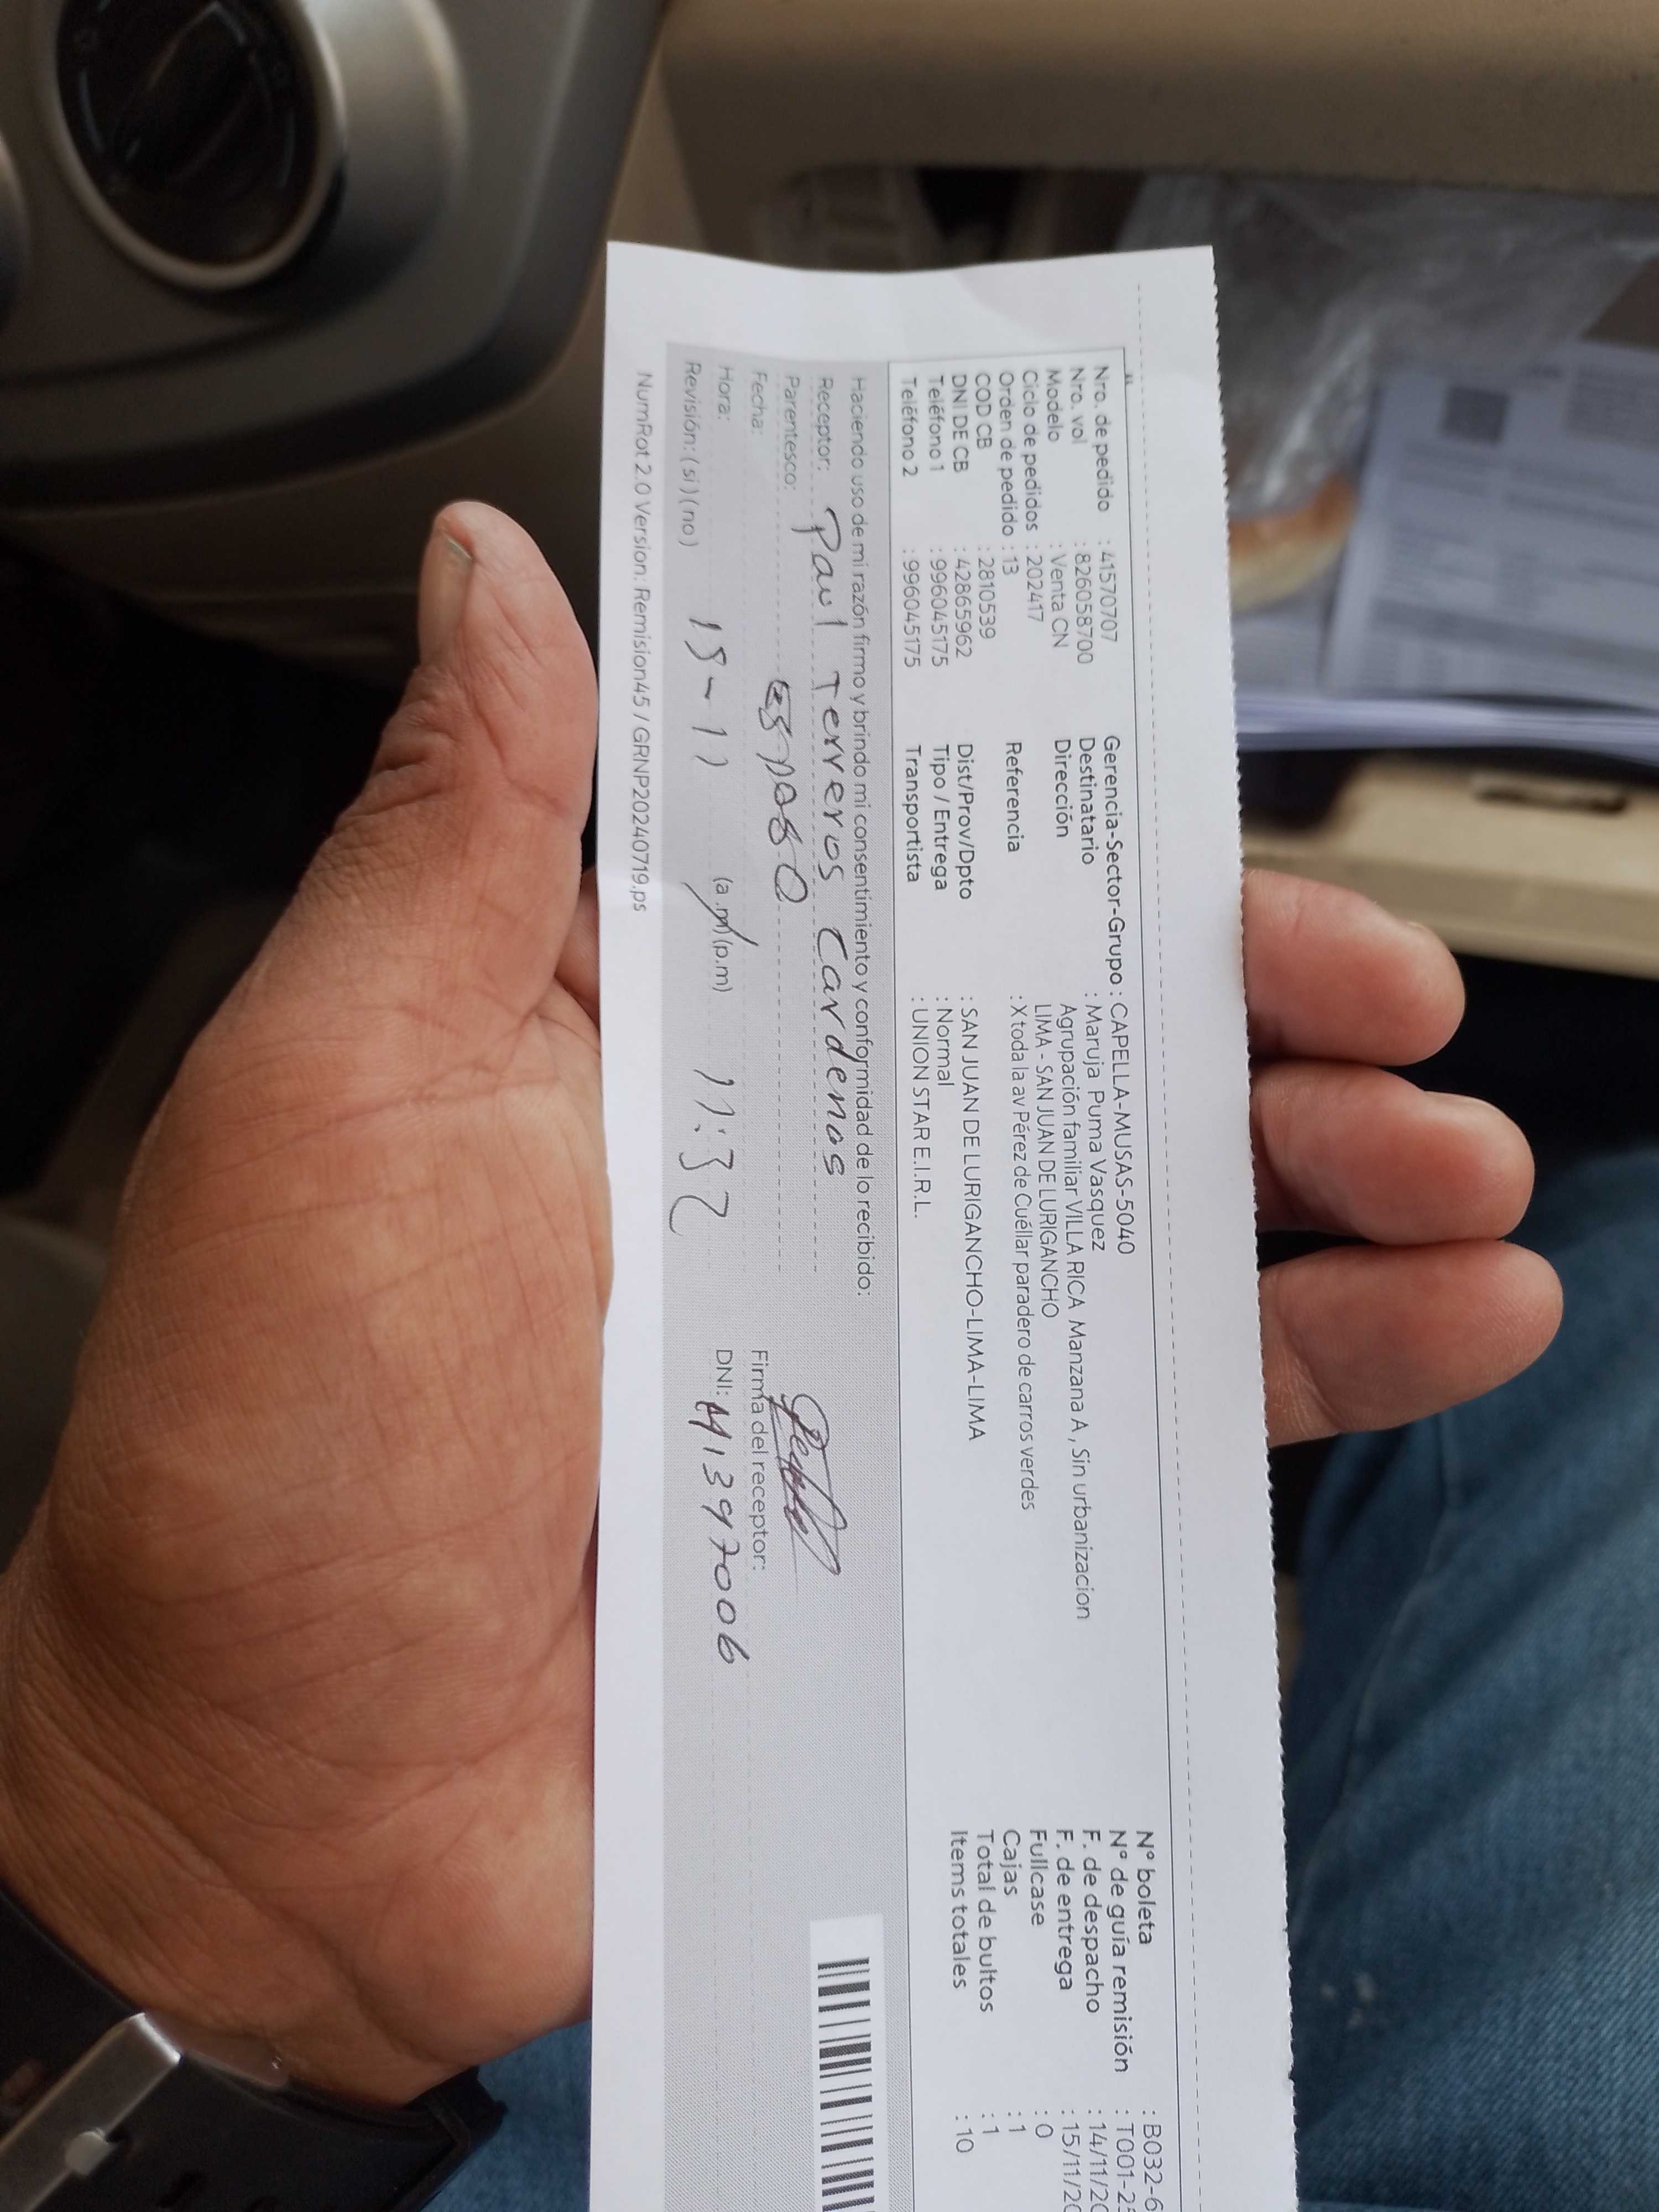 Nro. de pedido : 41570707
Nro. vol : 826058700
Modelo : Venta CN
Ciclo de pedidos : 202417
Orden de pedido : 13
COD CB : 2810539
DNI DE CB : 42865962
Teléfono 1 : 996045175
Teléfono 2 : 996045175
Gerencia-Sector-Grupo : CAPELLA-MUSAS-5040
Destinatario : Maruja Puma Vasquez
Dirección Agrupación familiar VILLA RICA Manzana A , Sin urbanizacion
LIMA - SAN JUAN DE LURIGANCHO
Referencia : X toda la av Pérez de Cuéllar paradero de carros verdes
Dist/Prov/Dpto : SAN JUAN DE LURIGANCHO-LIMA-LIMA
Tipo / Entrega : Normal
Transportista : UNION STAR E.I.R.L.
N° boleta : B032-6
N° de guía remisión : T001-25
F. de despacho : 14/11/20
F. de entrega : 15/11/20
Fullcase : 0
Cajas : 1
Total de bultos : 1
Items totales : 10
Haciendo uso de mi razón firmo y brindo mi consentimiento y conformidad de lo recibido:
Receptor: Paul Terreros Cardenas
Parentesco: esposo
Fecha: 15-11
Hora: (a.m) (p.m) 11:32
Revisión: (si) (no)
Firma del receptor:
DNI: 41397006
NumRot 2.0 Version: Remision45 / GRNP20240719.ps